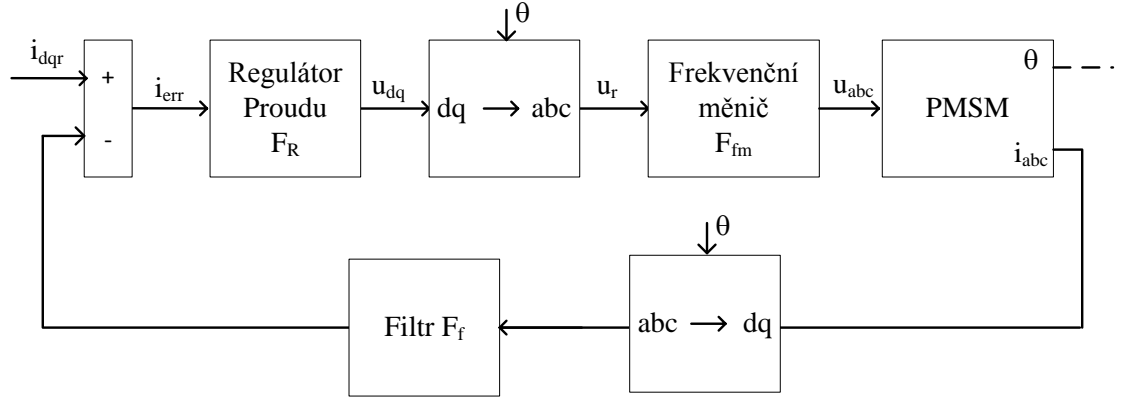 i_dqr
+
-
i_err
Regulátor
Proudu
F_R
u_dq
θ
dq → abc
u_r
Frekvenční
měnič
F_fm
u_abc
PMSM
θ
i_abc
θ
abc → dq
Filtr F_f